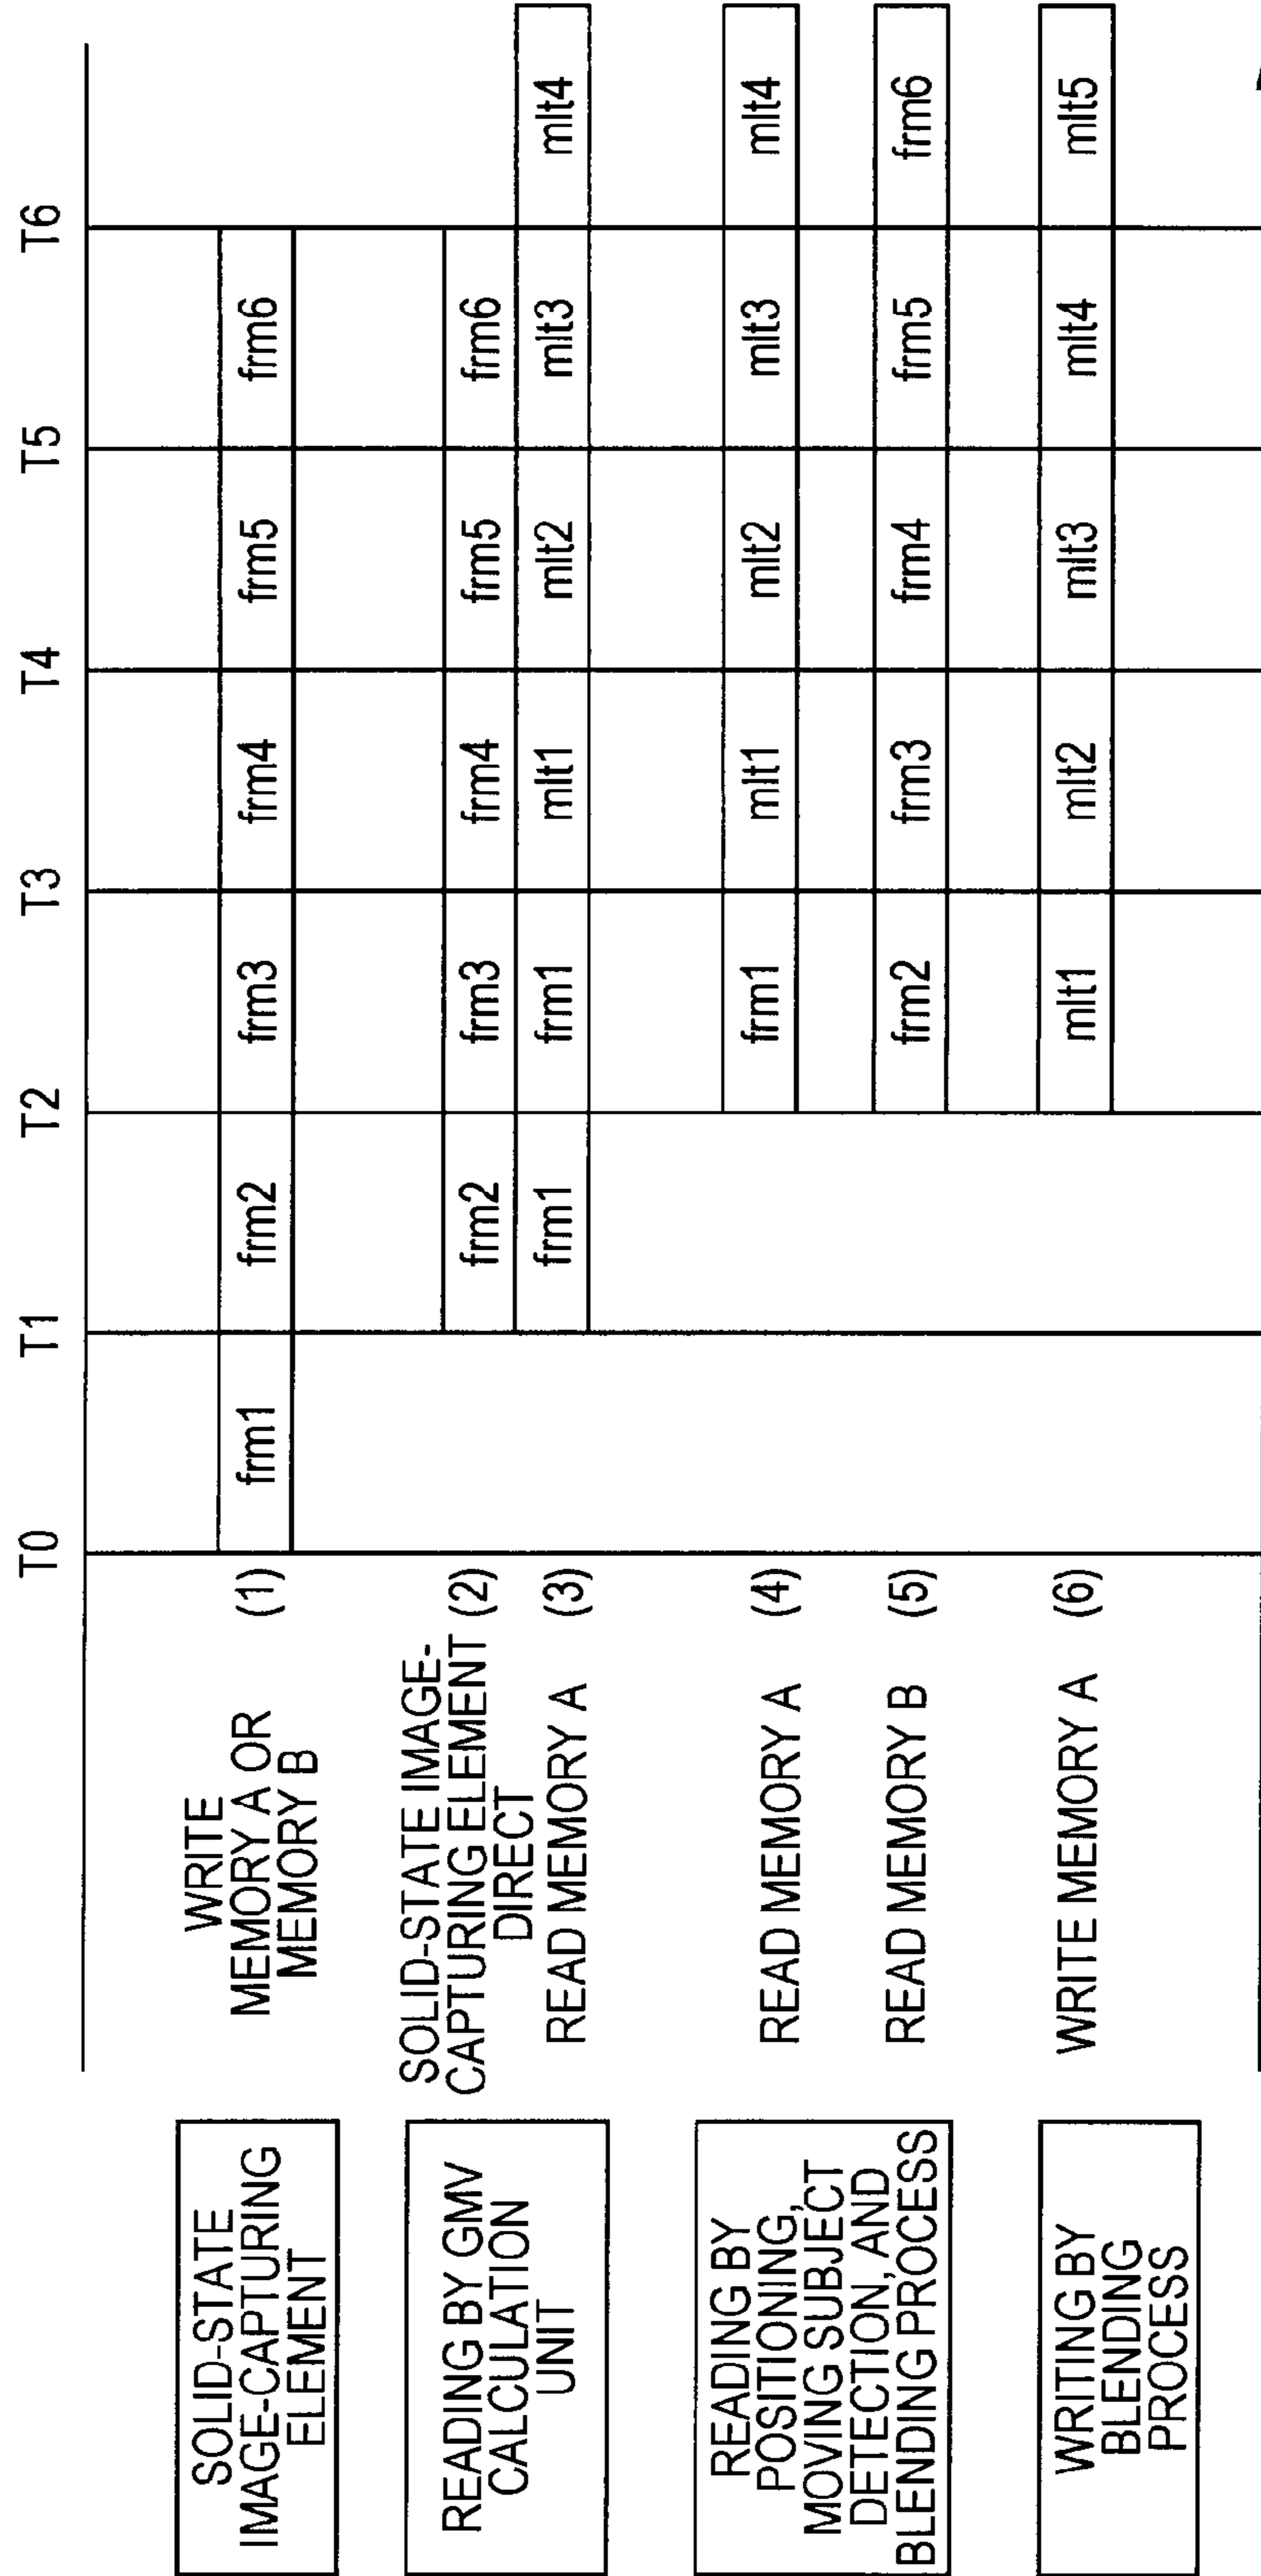 T0 T1 T2 T3 T4 T5 T6
SOLID-STATE
IMAGE-CAPTURING
ELEMENT
WRITE
MEMORY A OR
MEMORY B
(1) frm1 frm2 frm3 frm4 frm5 frm6
READING BY GMV
CALCULATION
UNIT
SOLID-STATE IMAGE-
CAPTURING ELEMENT
DIRECT
(2) frm2 frm3 frm4 frm5 frm6
READ MEMORY A (3) frm1 frm1 mlt1 mlt2 mlt3 mlt4
READING BY
POSITIONING,
MOVING SUBJECT
DETECTION, AND
BLENDING PROCESS
READ MEMORY A (4) frm1 mlt1 mlt2 mlt3 mlt4
READ MEMORY B (5) frm2 frm3 frm4 frm5 frm6
WRITING BY
BLENDING
PROCESS
WRITE MEMORY A (6) mlt1 mlt2 mlt3 mlt4 mlt5